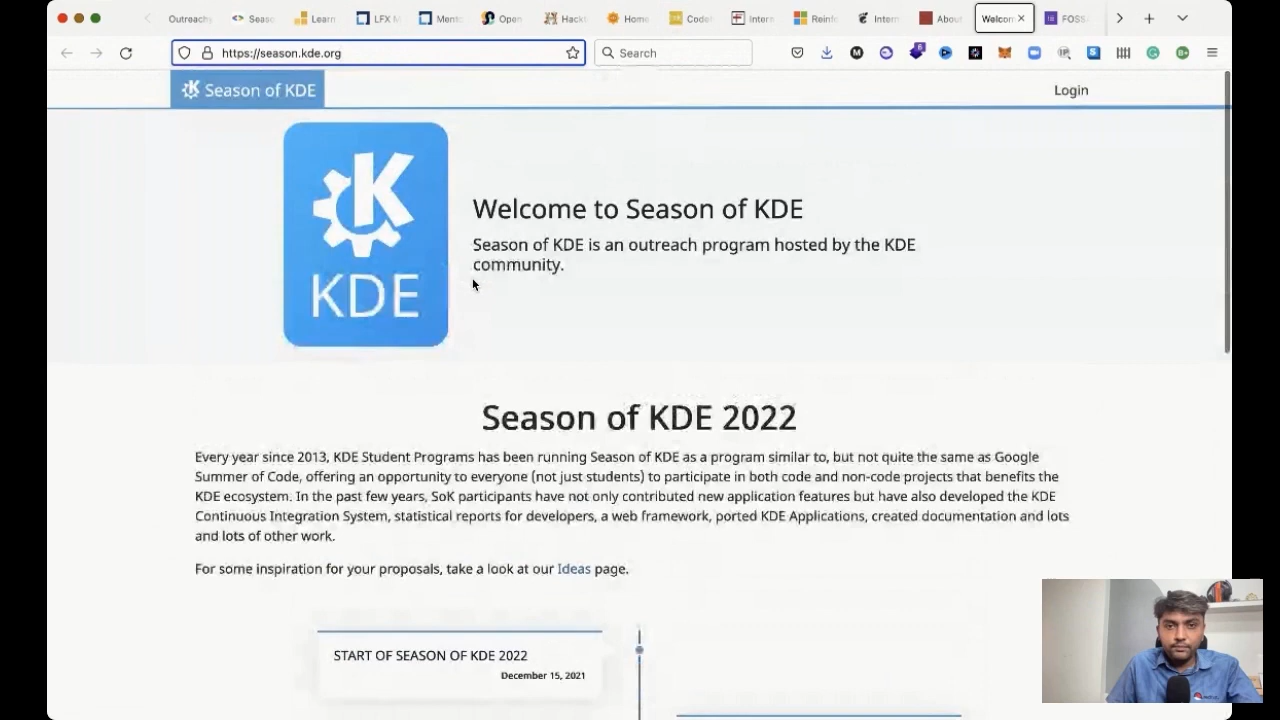 Outreachy
Seaso
Learn
LFX M
Mento
Open
Hackt
Home
Code
Intern
Reinf
Intern
Abou
Welcon
FOSS
https://season.kde.org
Search
Season of KDE
Login
KDE
Welcome to Season of KDE
Season of KDE is an outreach program hosted by the KDE
community.
Season of KDE 2022
Every year since 2013, KDE Student Programs has been running Season of KDE as a program similar to, but not quite the same as Google
Summer of Code, offering an opportunity to everyone (not just students) to participate in both code and non-code projects that benefits the
KDE ecosystem. In the past few years, SoK participants have not only contributed new application features but have also developed the KDE
Continuous Integration System, statistical reports for developers, a web framework, ported KDE Applications, created documentation and lots
and lots of other work.
For some inspiration for your proposals, take a look at our Ideas page.
START OF SEASON OF KDE 2022
December 15, 2021